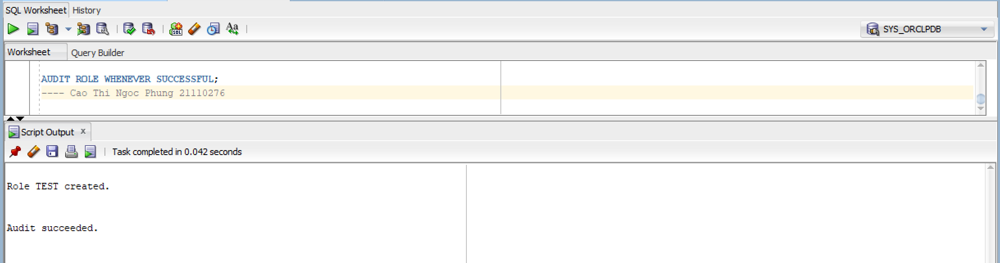 SQL Worksheet History
SYS_ORCLPDB
Worksheet Query Builder
AUDIT ROLE WHENEVER SUCCESSFUL;
---- Cao Thi Ngoc Phung 21110276
Script Output x
Task completed in 0.042 seconds
Role TEST created.
Audit succeeded.